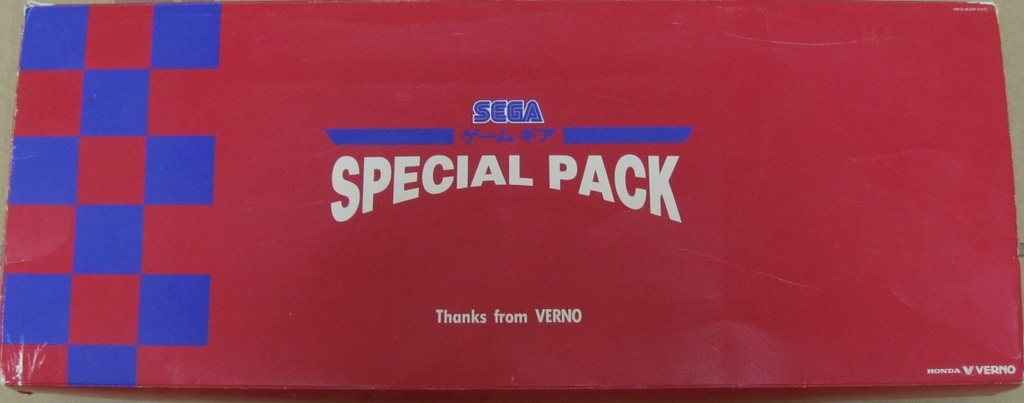 SEGA
ゲームギア
SPECIAL PACK
Thanks from VERNO
HONDA VERNO